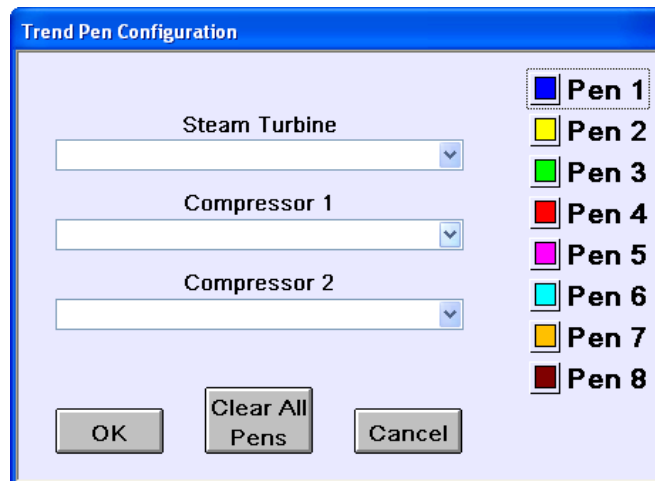 Trend Pen Configuration
Steam Turbine
Compressor 1
Compressor 2
OK
Clear All
Pens
Cancel
Pen 1
Pen 2
Pen 3
Pen 4
Pen 5
Pen 6
Pen 7
Pen 8